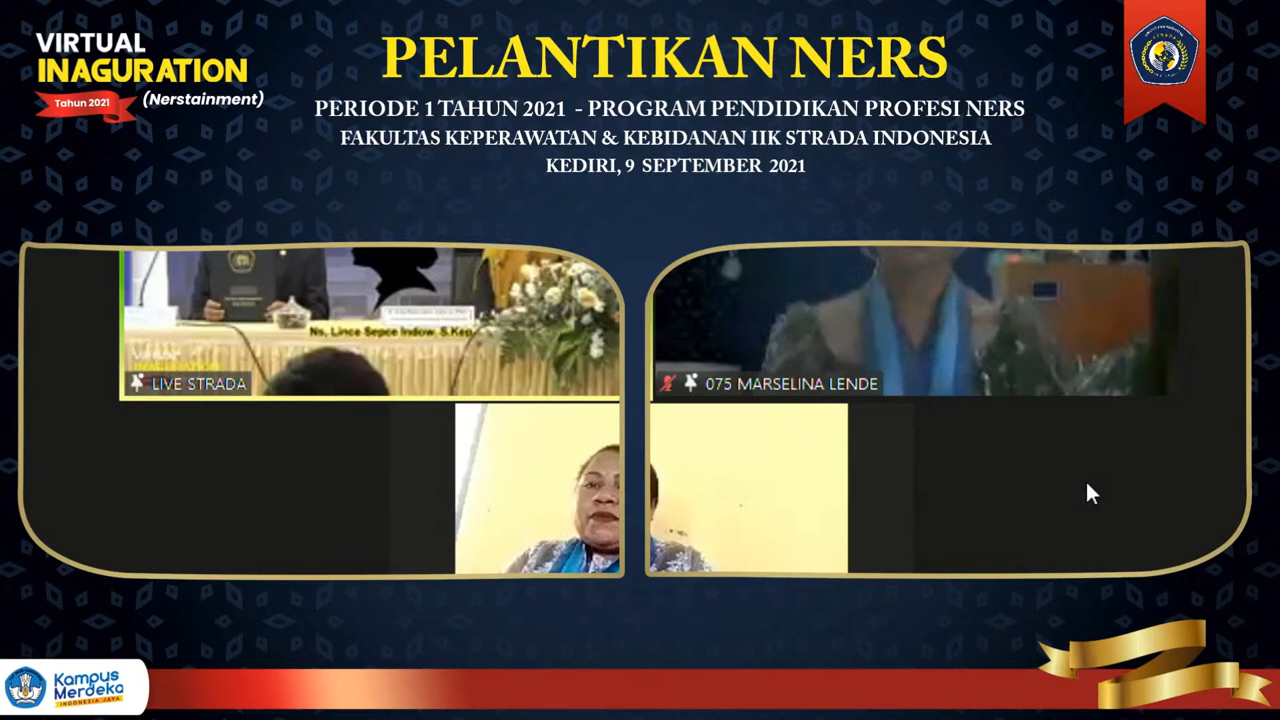 VIRTUAL
INAGURATION
Tahun 2021
(Nerstainment)
PELANTIKAN NERS
PERIODE 1 TAHUN 2021 - PROGRAM PENDIDIKAN PROFESI NERS
FAKULTAS KEPERAWATAN & KEBIDANAN IIK STRADA INDONESIA
KEDIRI, 9 SEPTEMBER 2021
Ns, Lince Sepce Indow, S.Kep
LIVE STRADA
075 MARSELINA LENDE
Kampus
Merdeka
INDONESIA JAYA